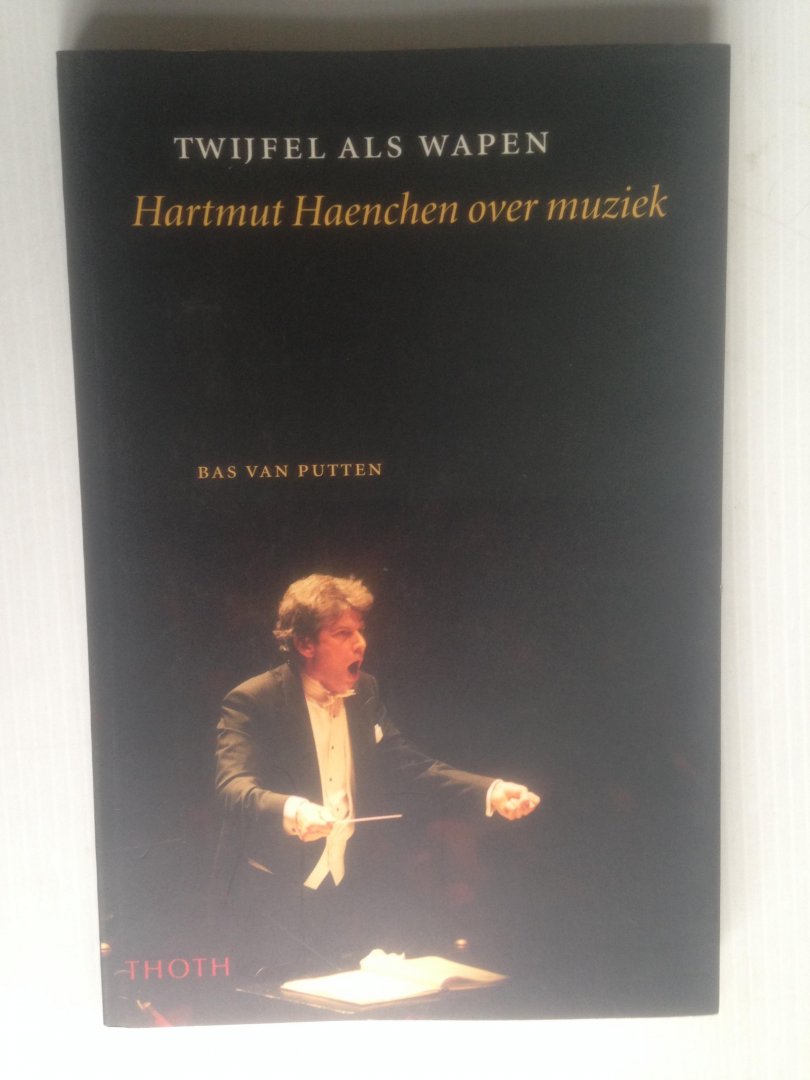 TWIJFEL ALS WAPEN
Hartmut Haenchen over muziek
BAS VAN PUTTEN
THOTH